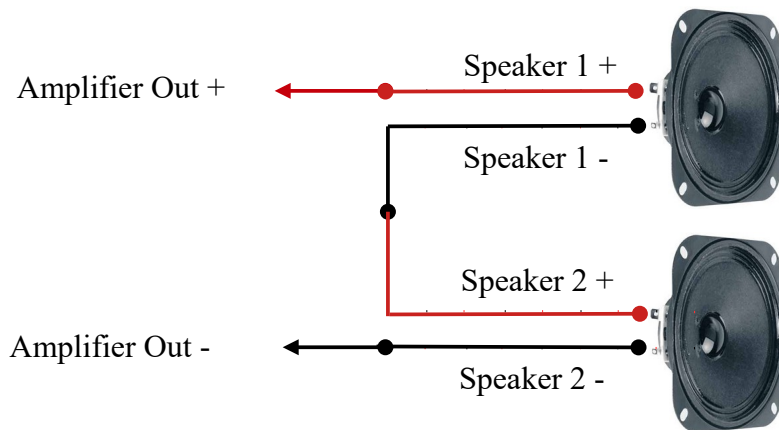 Speaker 1 +
Amplifier Out +
Speaker 1 -
Speaker 2 +
Amplifier Out -
Speaker 2 -